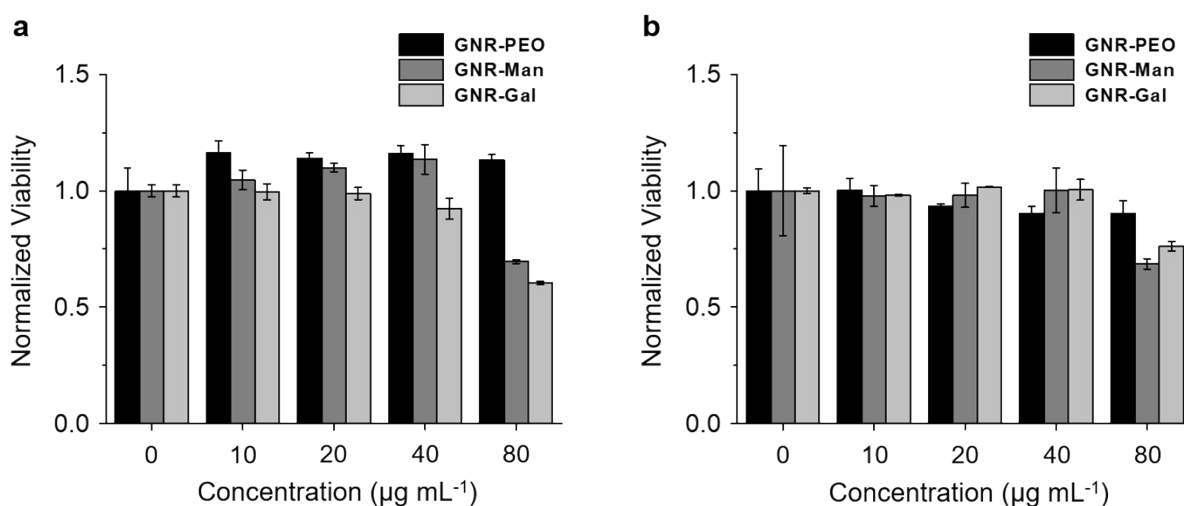 a
GNR-PEO
GNR-Man
GNR-Gal
1.5
1.0
0.5
0.0
Normalized Viability
0 10 20 40 80
Concentration (µg mL⁻¹)
b
GNR-PEO
GNR-Man
GNR-Gal
1.5
1.0
0.5
0.0
Normalized Viability
0 10 20 40 80
Concentration (µg mL⁻¹)